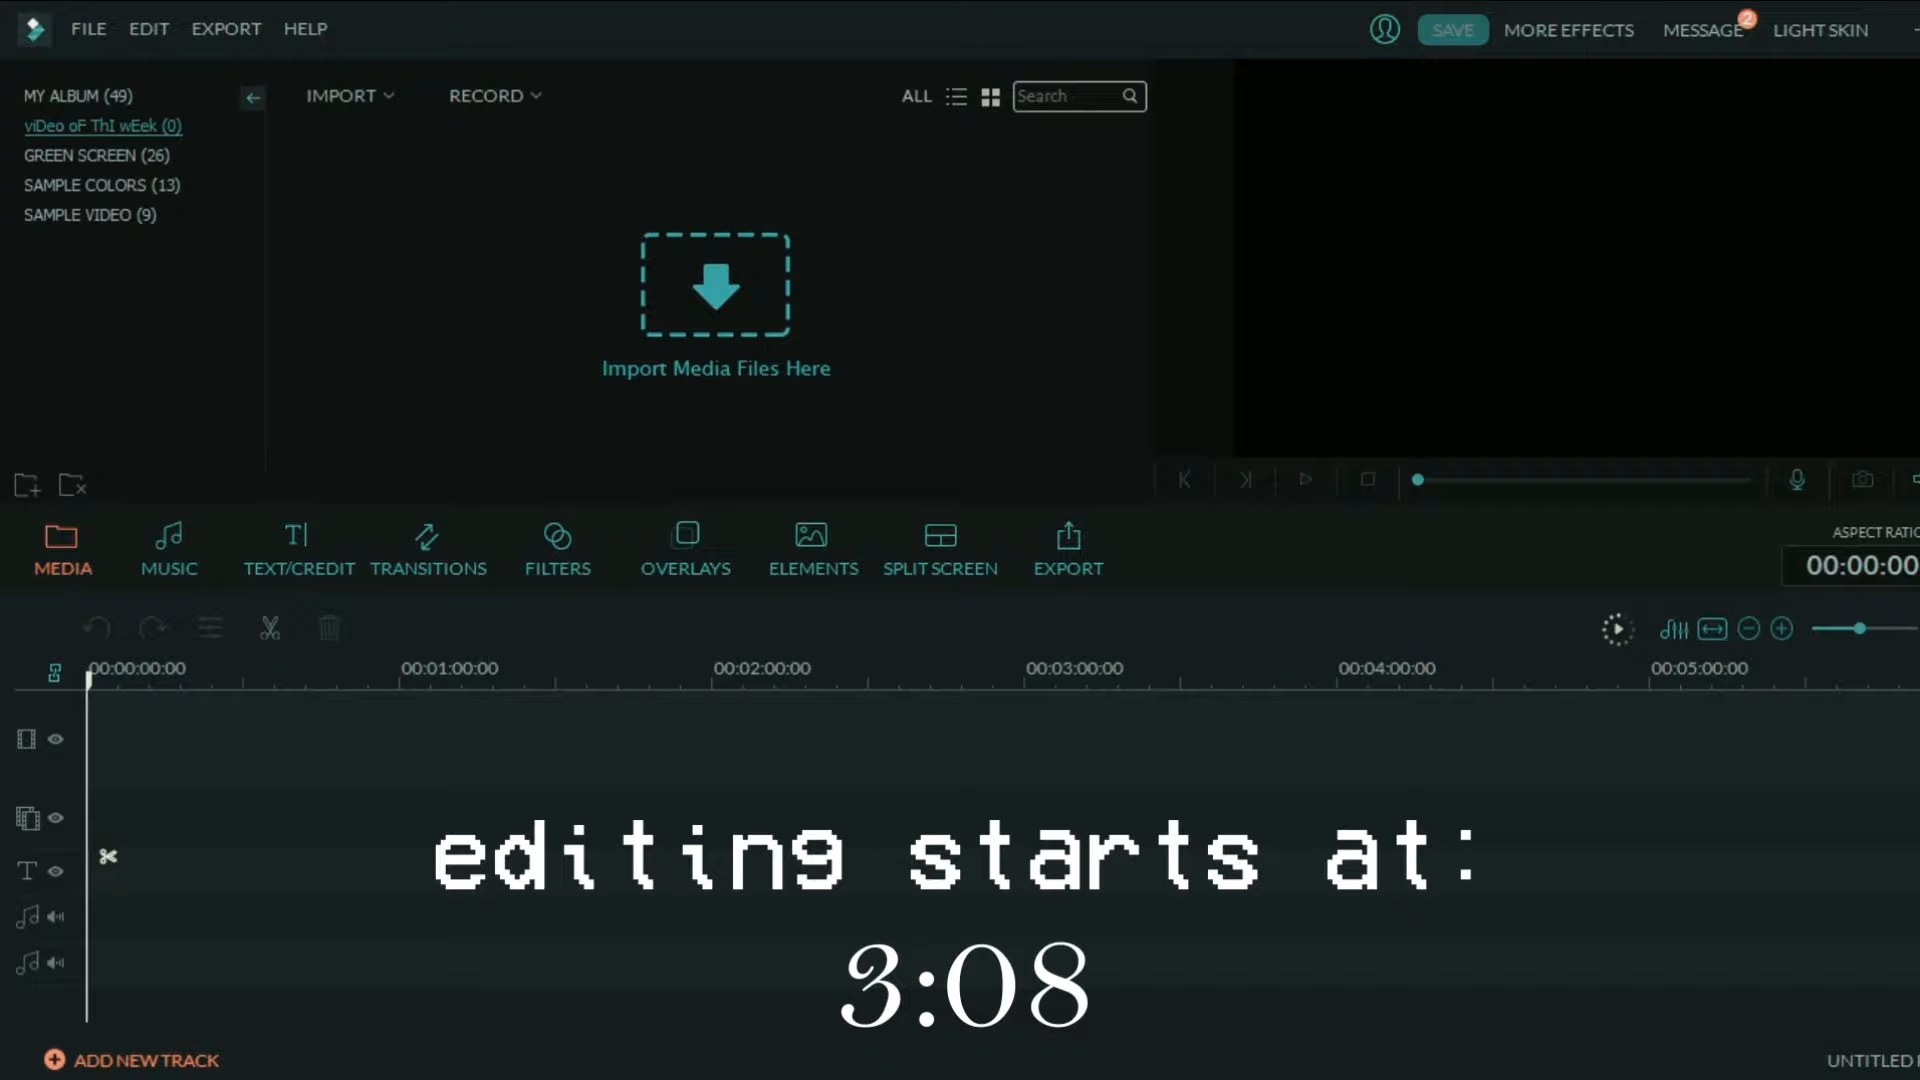 FILE EDIT EXPORT HELP
SAVE MORE EFFECTS MESSAGE 2 LIGHT SKIN
MY ALBUM (49)
viDeo oF ThI wEek (0)
GREEN SCREEN (26)
SAMPLE COLORS (13)
SAMPLE VIDEO (9)
IMPORT RECORD ALL Search
Import Media Files Here
MEDIA MUSIC TEXT/CREDIT TRANSITIONS FILTERS OVERLAYS ELEMENTS SPLIT SCREEN EXPORT
ASPECT RATIO
00:00:00
00:00:00:00 00:01:00:00 00:02:00:00 00:03:00:00 00:04:00:00 00:05:00:00
editing starts at:
3:08
ADD NEW TRACK
UNTITLED